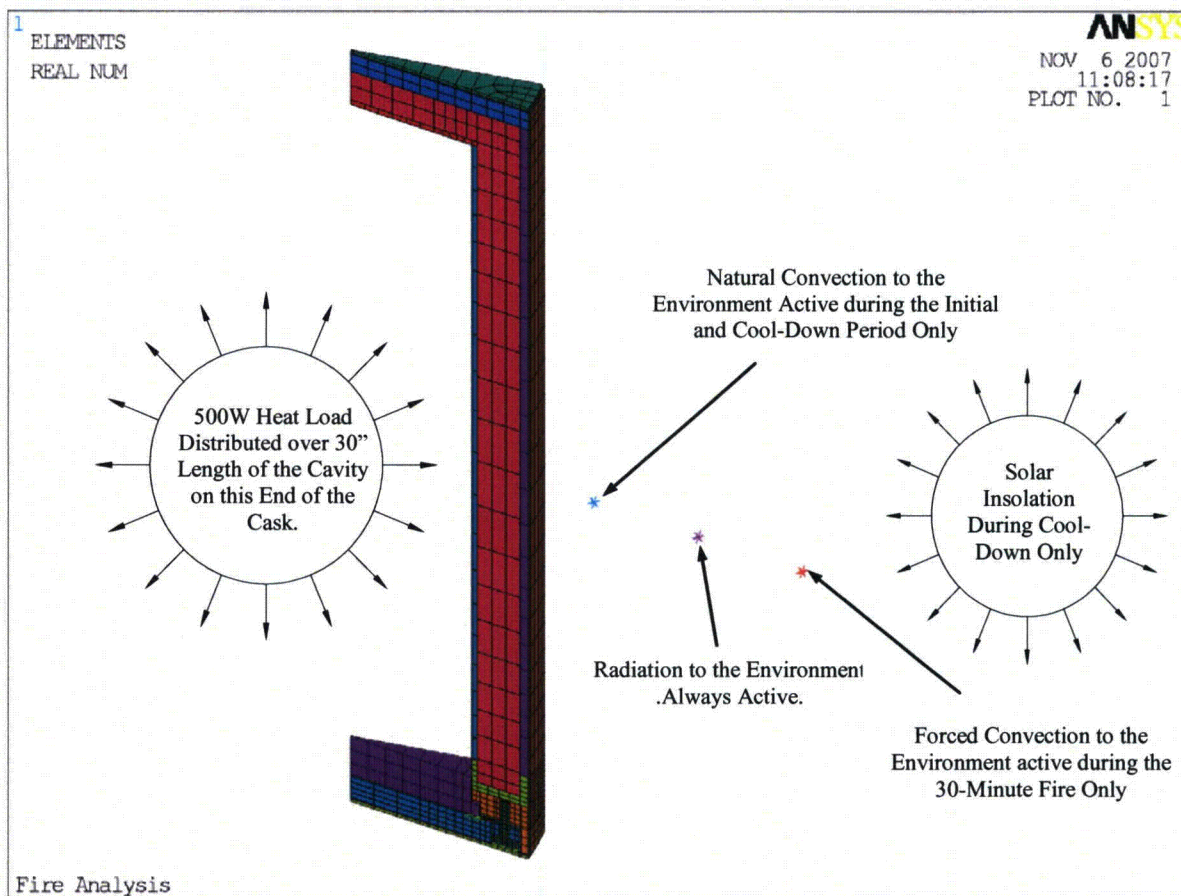 1
ELEMENTS
REAL NUM
ANSYS
NOV 6 2007
11:08:17
PLOT NO. 1
Natural Convection to the
Environment Active during the Initial
and Cool-Down Period Only
500W Heat Load
Distributed over 30”
Length of the Cavity
on this End of the
Cask.
Solar
Insolation
During Cool-
Down Only
Radiation to the Environment
.Always Active.
Forced Convection to the
Environment active during the
30-Minute Fire Only
Fire Analysis